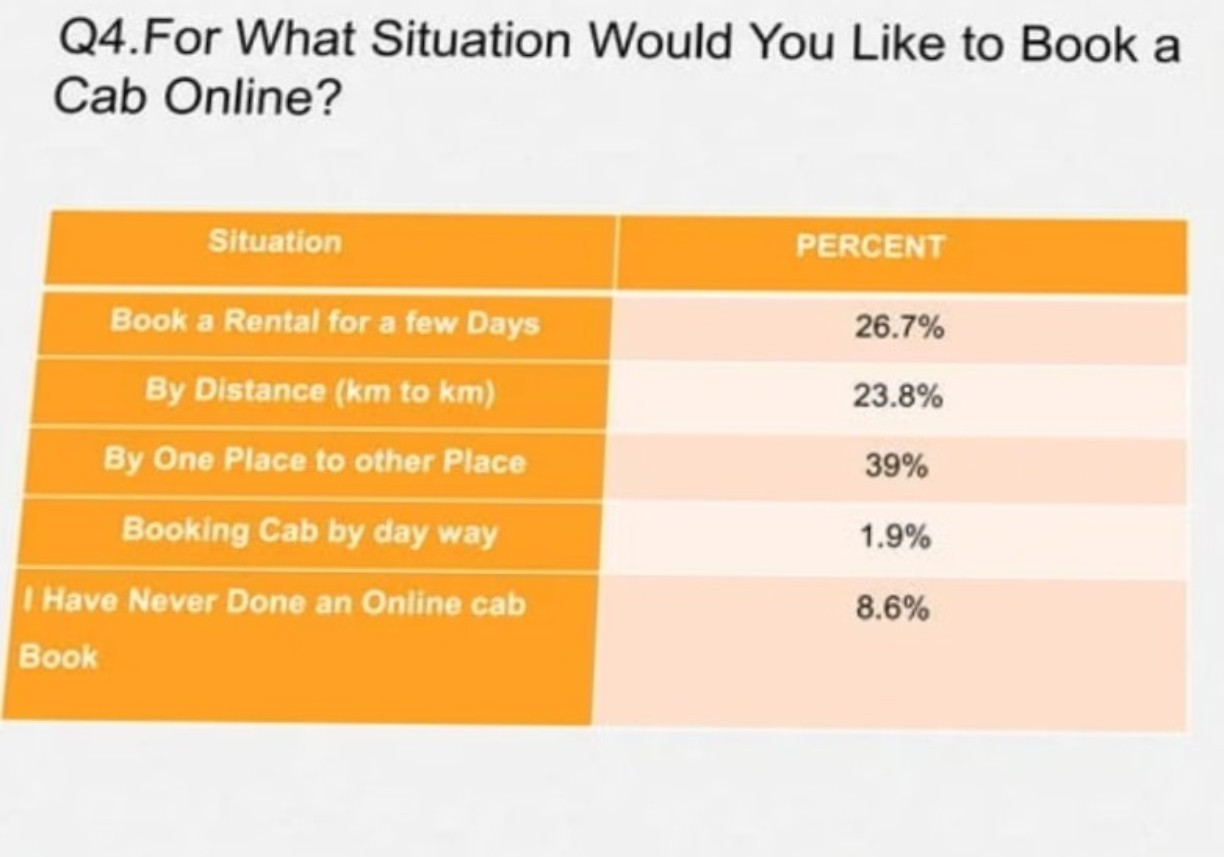 Q4.For What Situation Would You Like to Book a
Cab Online?
Situation PERCENT
Book a Rental for a few Days 26.7%
By Distance (km to km) 23.8%
By One Place to other Place 39%
Booking Cab by day way 1.9%
I Have Never Done an Online cab 8.6%
Book